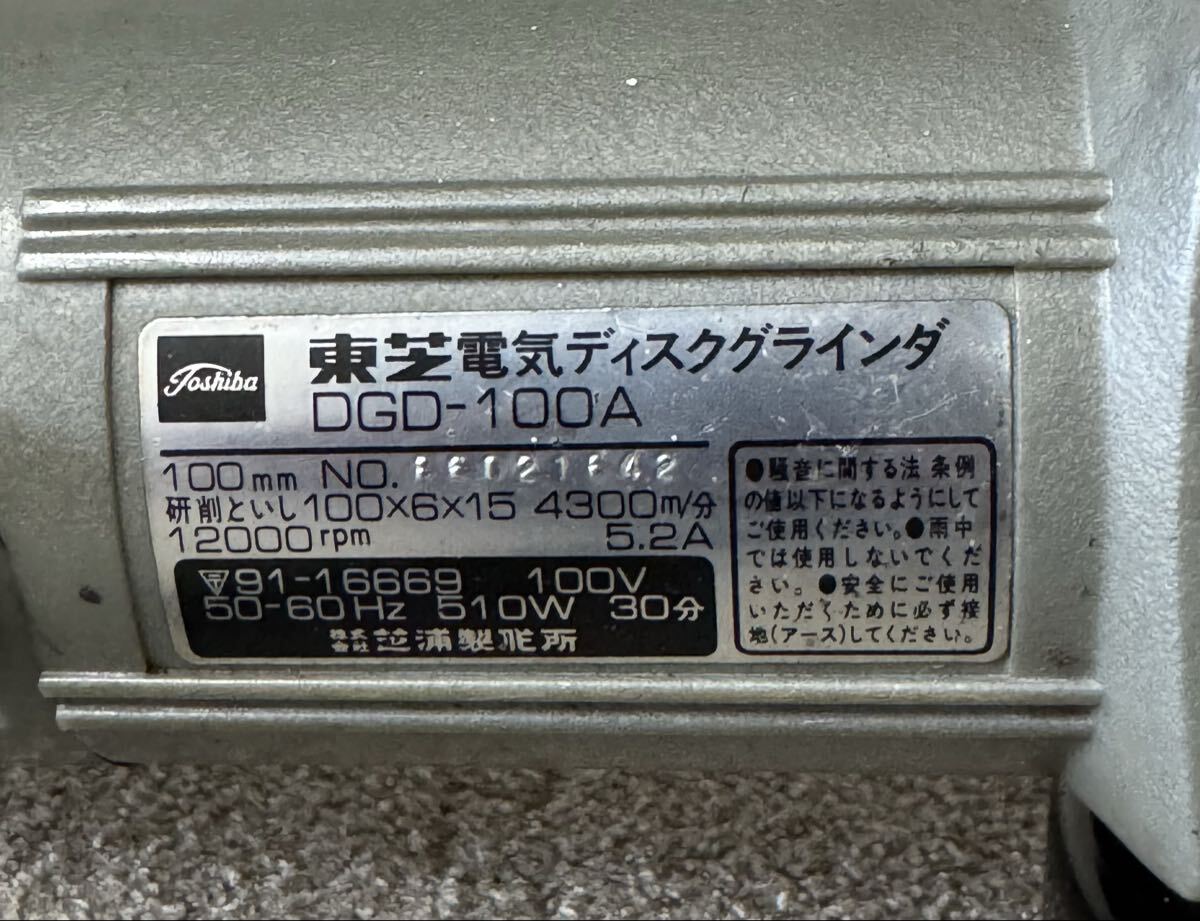 Toshiba
東芝電気ディスクグラインダ
DGD-100A
100mm NO.
研削といし100×6×15 4300m/分
12000rpm 5.2A
91-16669 100V
50-60Hz 510W 30分
株式会社 芝浦製作所
●騒音に関する法 条例
の値以下になるようにして
ご使用ください。●雨中
では使用しないでくだ
さい。●安全にご使用
いただくために必ず接
地(アース)してください。